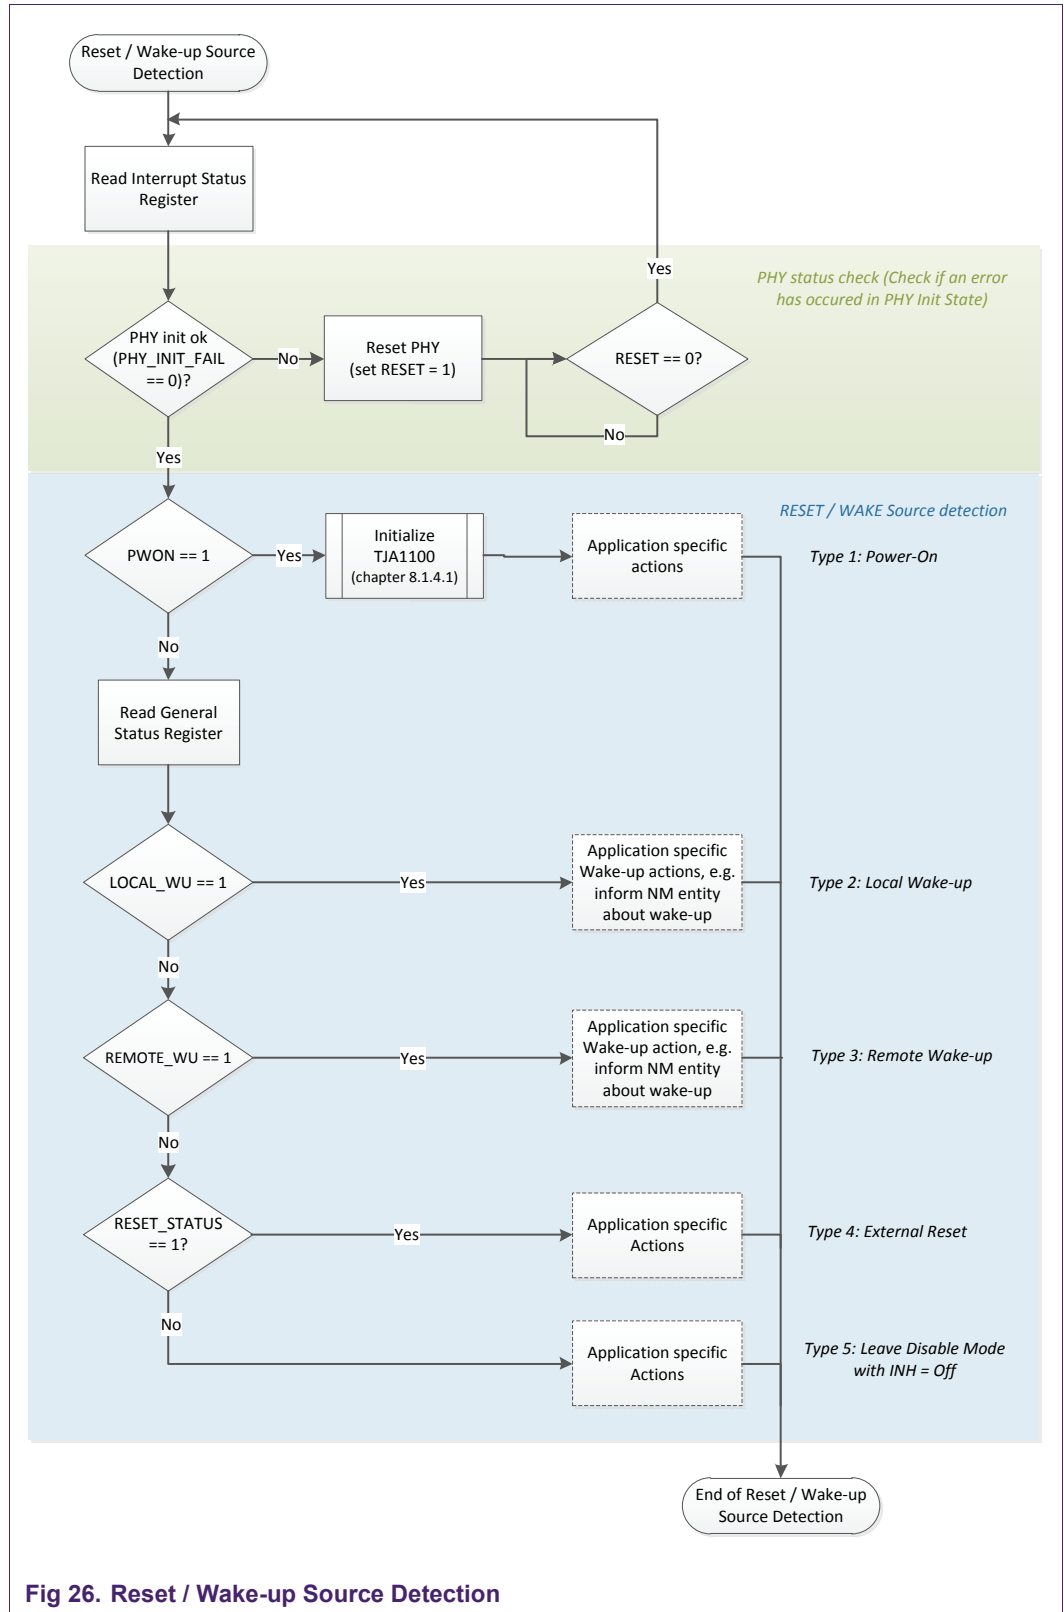 Reset / Wake-up Source
Detection
Read Interrupt Status
Register
Yes
PHY status check (Check if an error
has occured in PHY Init State)
PHY init ok
(PHY_INIT_FAIL
== 0)?
No
Reset PHY
(set RESET = 1)
RESET == 0?
No
Yes
RESET / WAKE Source detection
PWON == 1
Yes
Initialize
TJA1100
(chapter 8.1.4.1)
Application specific
actions
Type 1: Power-On
No
Read General
Status Register
LOCAL_WU == 1
Yes
Application specific
Wake-up actions, e.g.
inform NM entity
about wake-up
Type 2: Local Wake-up
No
REMOTE_WU == 1
Yes
Application specific
Wake-up action, e.g.
inform NM entity
about wake-up
Type 3: Remote Wake-up
No
RESET_STATUS
== 1?
Yes
Application specific
Actions
Type 4: External Reset
No
Application specific
Actions
Type 5: Leave Disable Mode
with INH = Off
End of Reset / Wake-up
Source Detection
Fig 26. Reset / Wake-up Source Detection